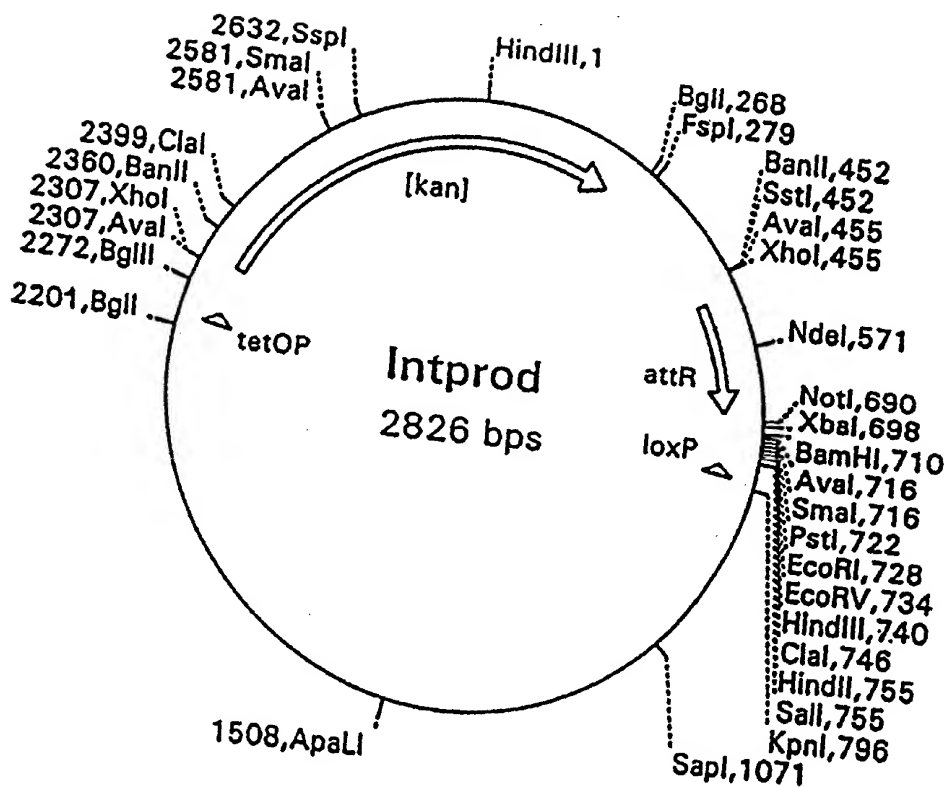 2632,SspI
2581,SmaI
2581,AvaI
HindIII,1
BglI,268
FspI,279
2399,ClaI
2360,BanII
2307,XhoI
2307,AvaI
2272,BglII
2201,BglI
[kan]
BanII,452
SstI,452
AvaI,455
XhoI,455
tetOP
Intprod
2826 bps
NdeI,571
attR
loxP
NotI,690
XbaI,698
BamHI,710
AvaI,716
SmaI,716
PstI,722
EcoRI,728
EcoRV,734
HindIII,740
ClaI,746
HindII,755
SalI,755
KpnI,796
1508,ApaLI
SapI,1071